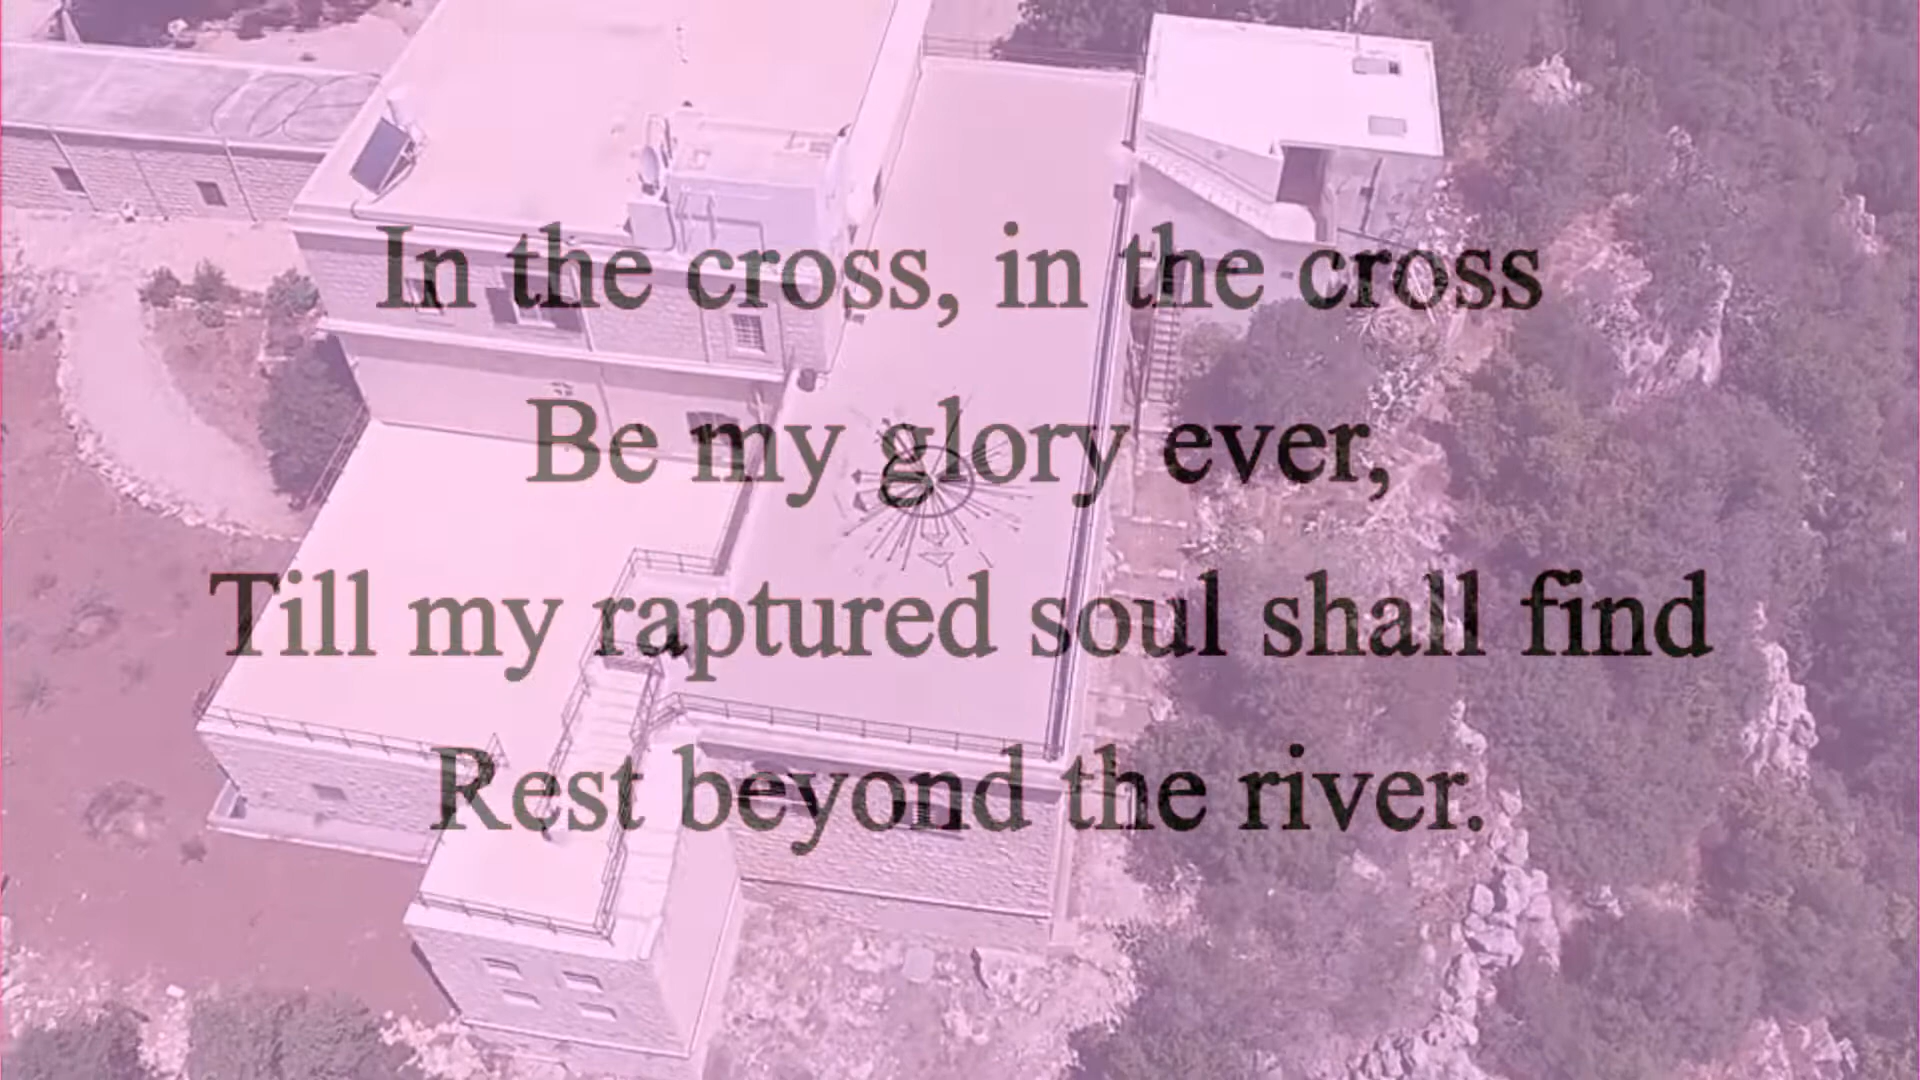 In the cross, in the cross
Be my glory ever,
Till my raptured soul shall find
Rest beyond the river.